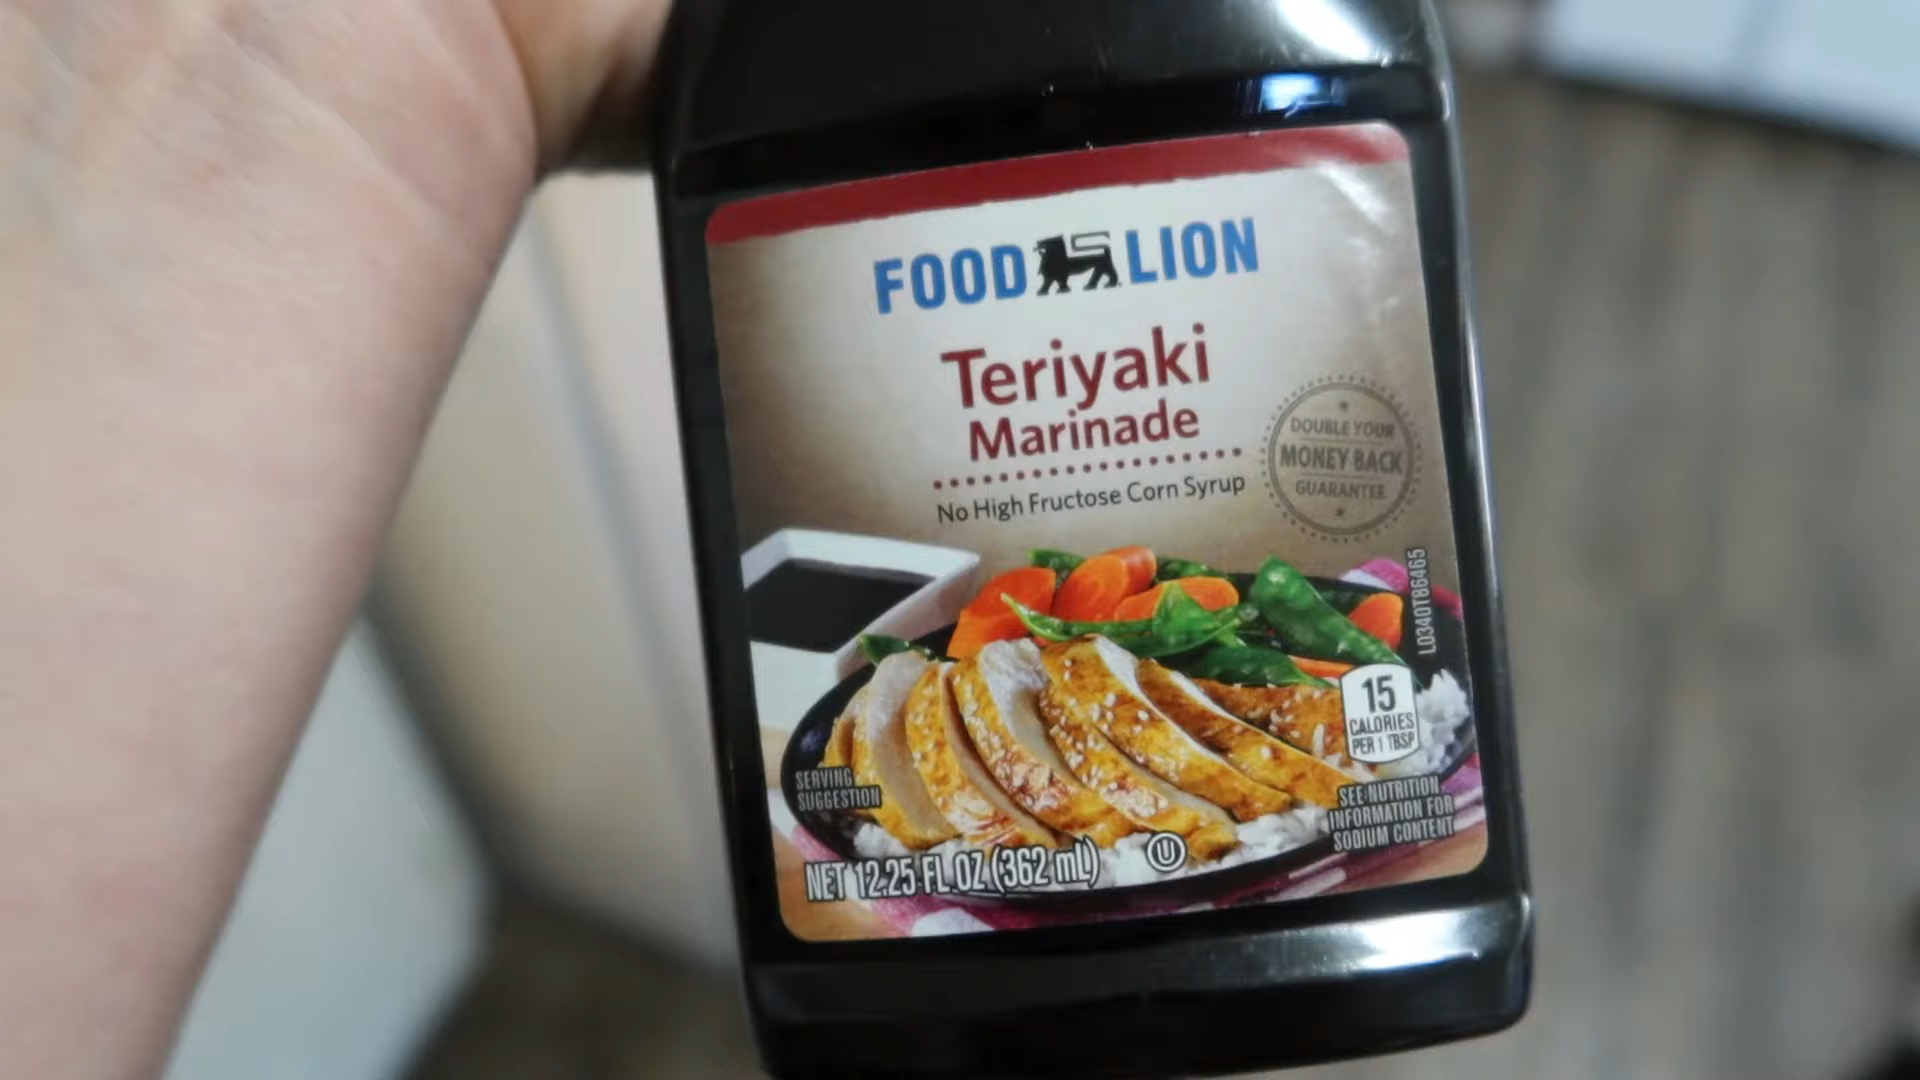 FOOD LION
Teriyaki
Marinade
No High Fructose Corn Syrup
DOUBLE YOUR
MONEY BACK
GUARANTEE
L0340TB6465
15
CALORIES
PER 1 TBSP
SERVING
SUGGESTION
SEE NUTRITION
INFORMATION FOR
SODIUM CONTENT
NET 12.25 FL OZ (362 mL)
U